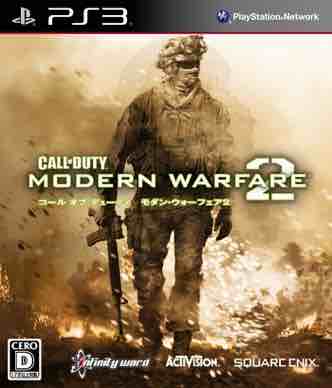 PS3
PlayStation®Network
CALL OF DUTY
MODERN WARFARE 2
コール オブ デューティ モダン・ウォーフェア2
CERO
D
infinity ward
ACTIVISION
SQUARE ENIX